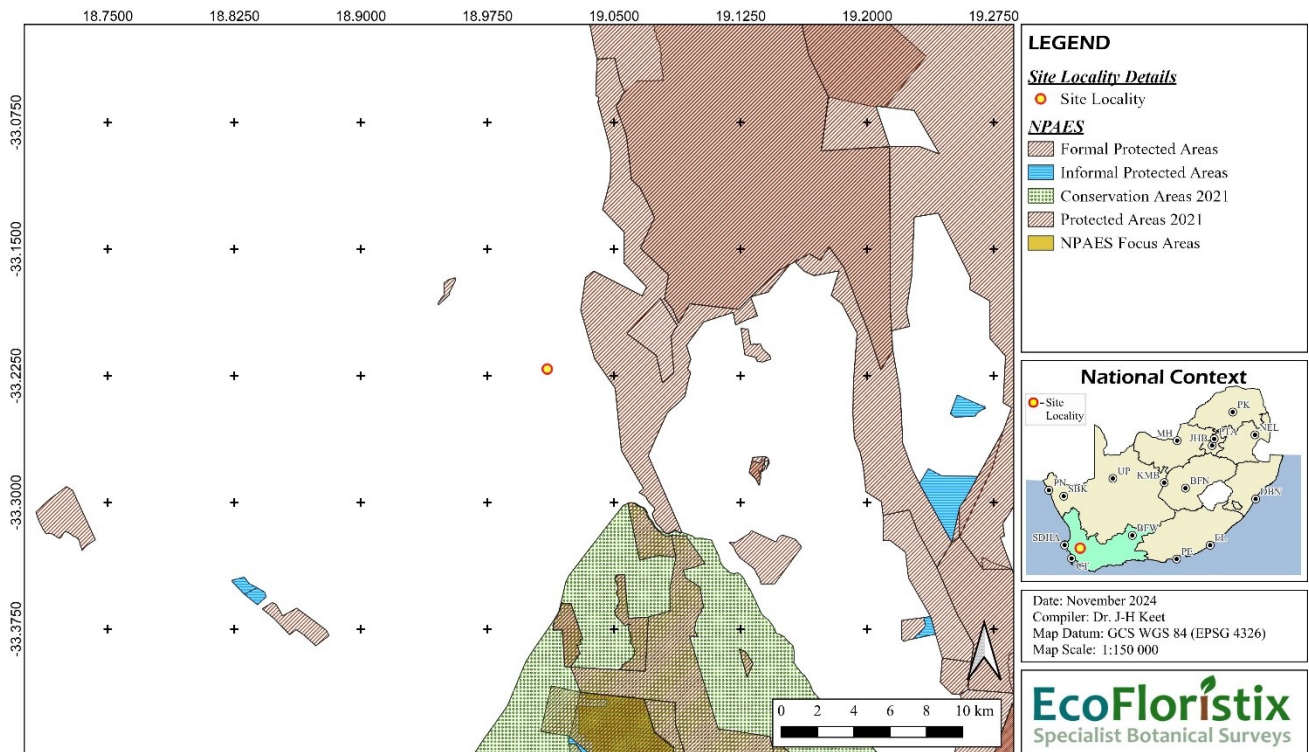 18.7500 18.8250 18.9000 18.9750 19.0500 19.1250 19.2000 19.2750
-33.0750
-33.1500
-33.2250
-33.3000
-33.3750
0 2 4 6 8 10 km
LEGEND
Site Locality Details
Site Locality
NPAES
Formal Protected Areas
Informal Protected Areas
Conservation Areas 2021
Protected Areas 2021
NPAES Focus Areas
National Context
- Site
Locality
PK
MH
JHB
PTA
NEL
UP
KMB
BFN
DBN
PN
SBK
SDHA
BFW
CT
PE
EL
Date: November 2024
Compiler: Dr. J-H Keet
Map Datum: GCS WGS 84 (EPSG 4326)
Map Scale: 1:150 000
EcoFloristix
Specialist Botanical Surveys